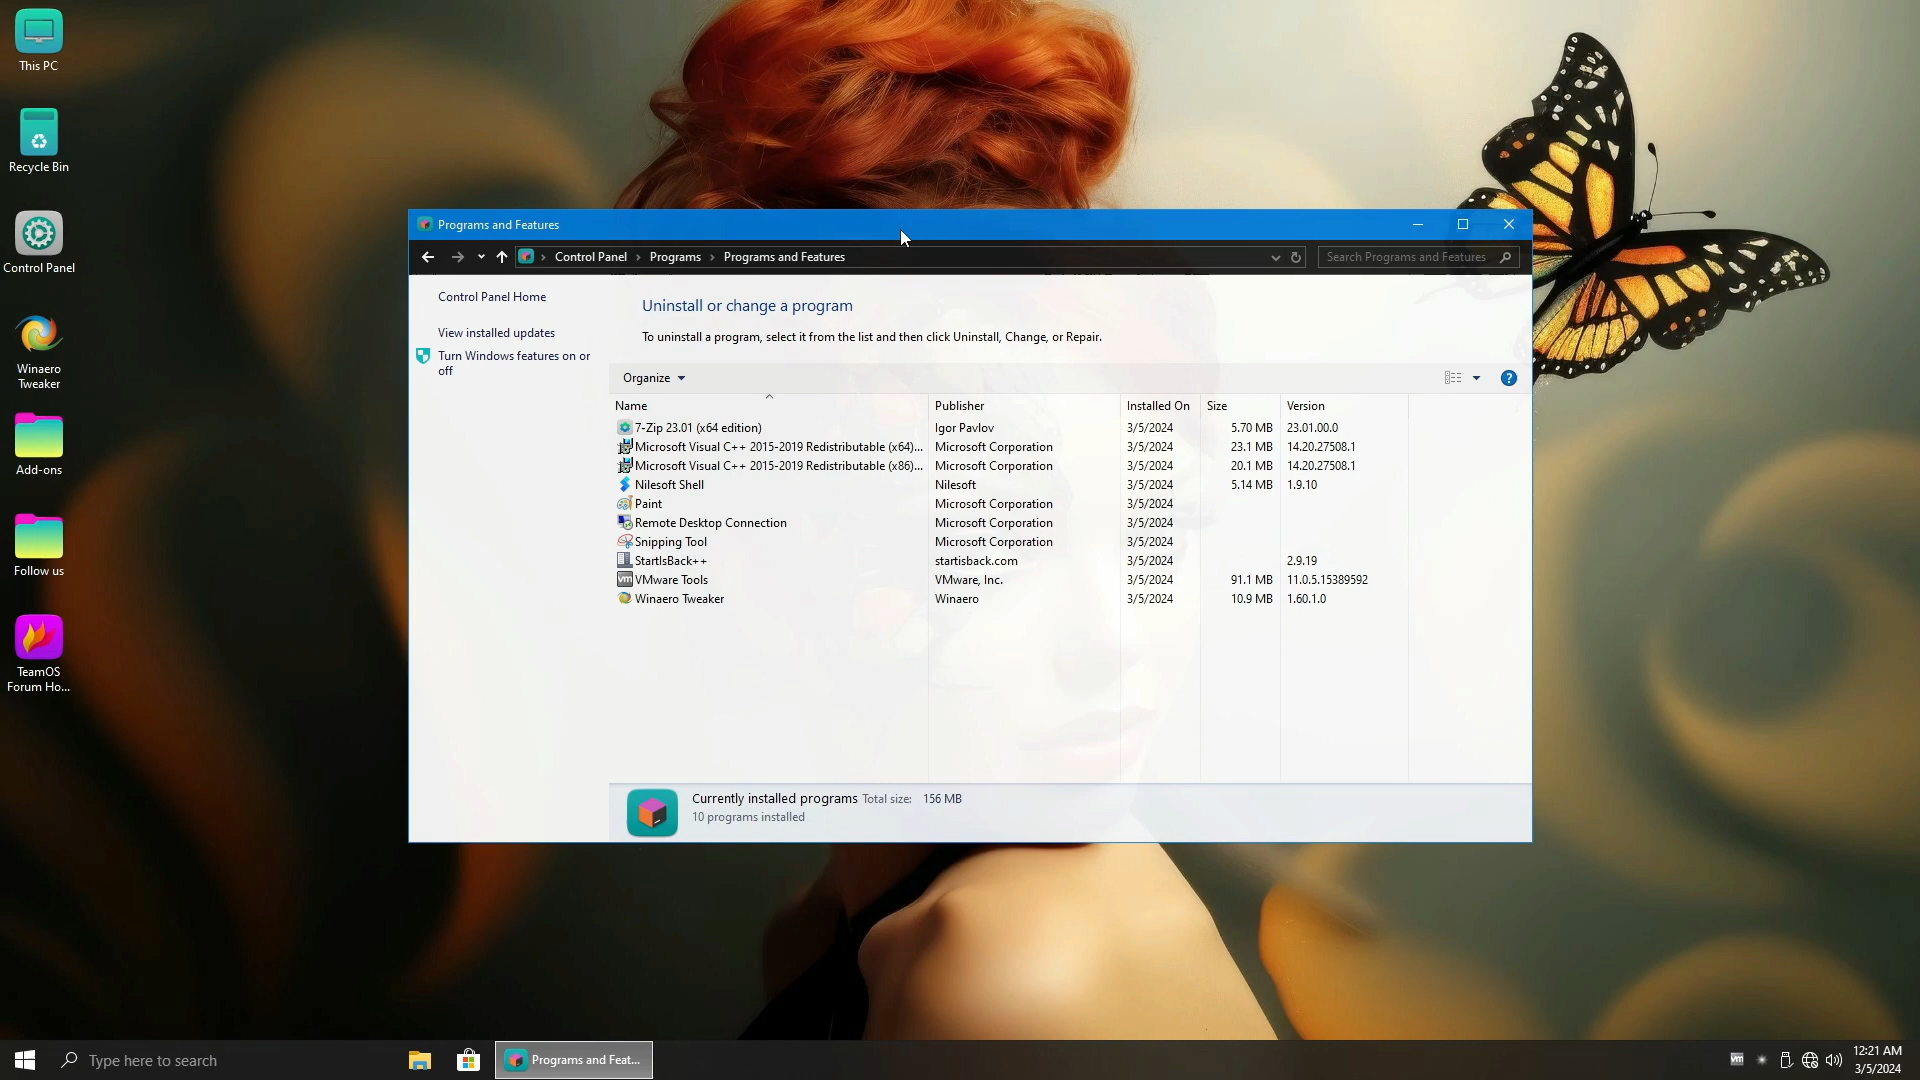 This PC
Recycle Bin
Control Panel
Winaero
Tweaker
Add-ons
Follow us
TeamOS
Forum Ho...
Programs and Features
Control Panel > Programs > Programs and Features
Search Programs and Features
Control Panel Home
View installed updates
Turn Windows features on or
off
Uninstall or change a program
To uninstall a program, select it from the list and then click Uninstall, Change, or Repair.
Organize
?
Name Publisher Installed On Size Version
7-Zip 23.01 (x64 edition) Igor Pavlov 3/5/2024 5.70 MB 23.01.00.0
Microsoft Visual C++ 2015-2019 Redistributable (x64)... Microsoft Corporation 3/5/2024 23.1 MB 14.20.27508.1
Microsoft Visual C++ 2015-2019 Redistributable (x86)... Microsoft Corporation 3/5/2024 20.1 MB 14.20.27508.1
Nilesoft Shell Nilesoft 3/5/2024 5.14 MB 1.9.10
Paint Microsoft Corporation 3/5/2024
Remote Desktop Connection Microsoft Corporation 3/5/2024
Snipping Tool Microsoft Corporation 3/5/2024
StartIsBack++ startisback.com 3/5/2024 2.9.19
vm VMware Tools VMware, Inc. 3/5/2024 91.1 MB 11.0.5.15389592
Winaero Tweaker Winaero 3/5/2024 10.9 MB 1.60.1.0
Currently installed programs Total size: 156 MB
10 programs installed
Type here to search
Programs and Feat...
vm
12:21 AM
3/5/2024